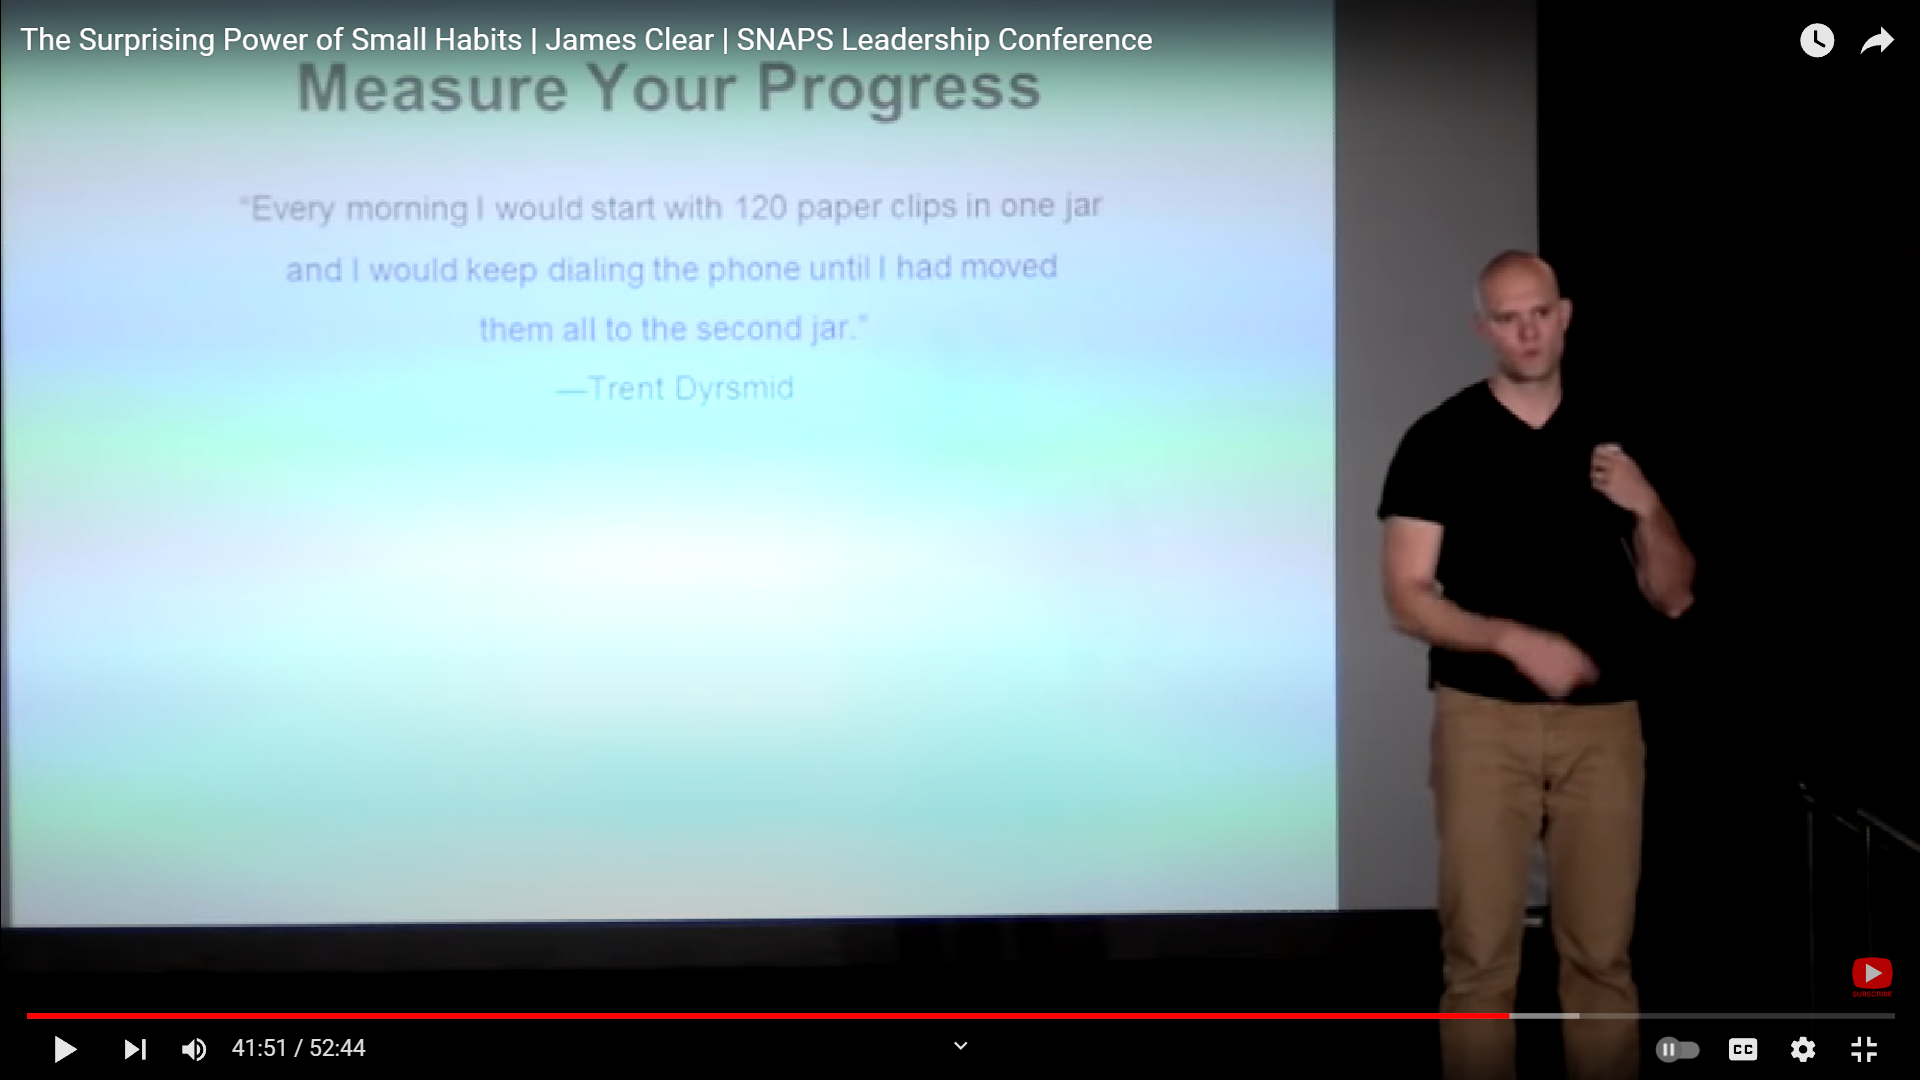 The Surprising Power of Small Habits | James Clear | SNAPS Leadership Conference
Measure Your Progress
"Every morning I would start with 120 paper clips in one jar
and I would keep dialing the phone until I had moved
them all to the second jar."
—Trent Dyrsmid
SUBSCRIBE
41:51 / 52:44
CC